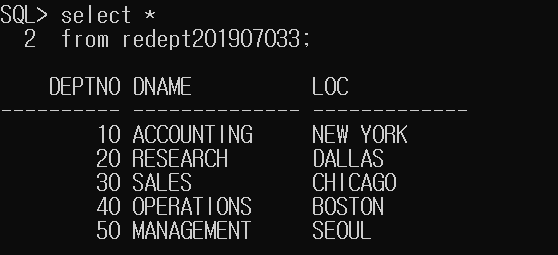 SQL> select *
  2  from redept201907033;

    DEPTNO DNAME          LOC
---------- -------------- -------------
        10 ACCOUNTING     NEW YORK
        20 RESEARCH       DALLAS
        30 SALES          CHICAGO
        40 OPERATIONS     BOSTON
        50 MANAGEMENT     SEOUL